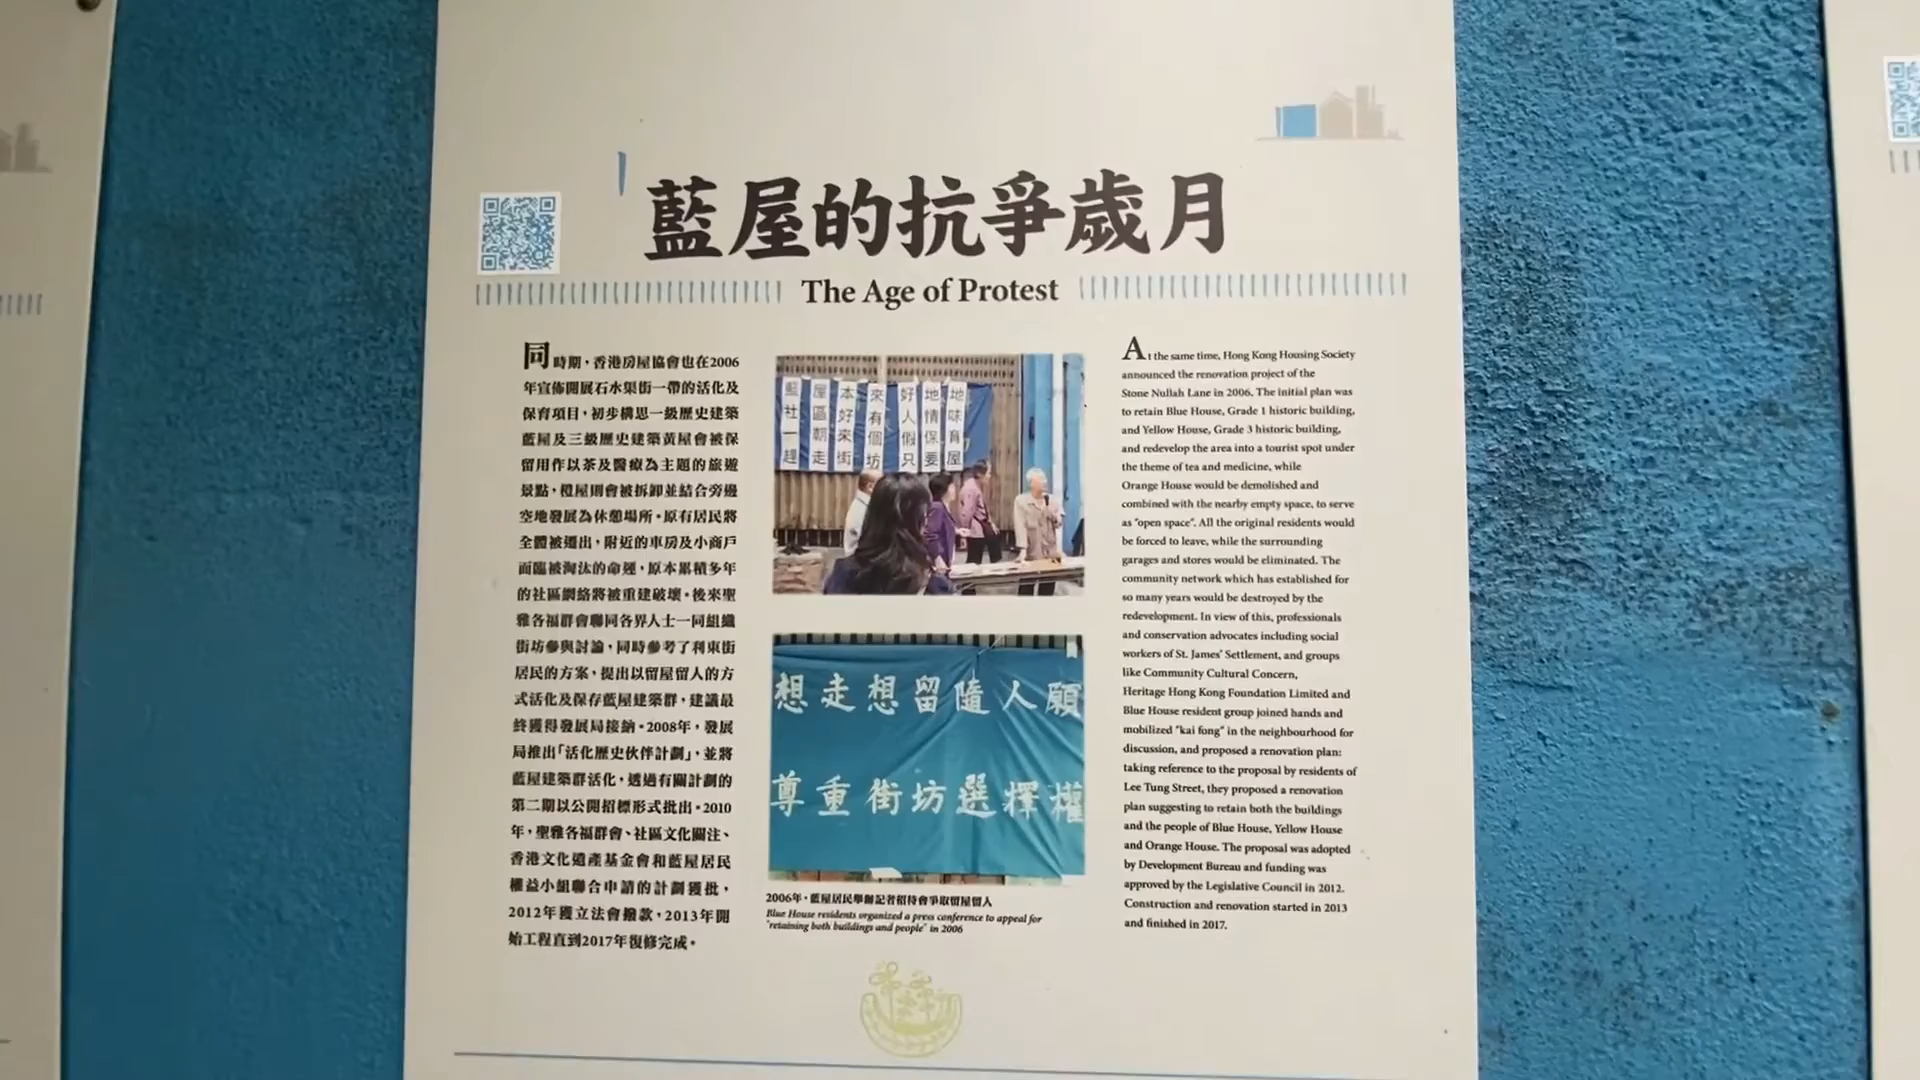 藍屋的抗爭歲月
The Age of Protest
同時期，香港房屋協會也在2006
年宣佈開展石水渠街一帶的活化及
保育項目，初步構思一級歷史建築
藍屋及三級歷史建築黃屋會被保
留用作以茶及醫療為主題的旅遊
景點，橙屋則會被拆卸並結合旁邊
空地發展為休憩場所。原有居民將
全體被遷出，附近的車房及小商戶
面臨被淘汰的命運，原本累積多年
的社區網絡將被重建破壞。後來聖
雅各福群會聯同各界人士一同組織
街坊參與討論，同時參考了利東街
居民的方案，提出以留屋留人的方
式活化及保存藍屋建築群，建議最
終獲得發展局接納。2008年，發展
局推出「活化歷史伙伴計劃」，並將
藍屋建築群活化，透過有關計劃的
第二期以公開招標形式批出。2010
年，聖雅各福群會、社區文化關注、
香港文化遺產基金會和藍屋居民
權益小組聯合申請的計劃獲批，
2012年獲立法會撥款，2013年開
始工程直到2017年復修完成。
藍屋本來好地地
社區好有人情味
一朝來個假保育
趕走街坊只要屋
想走想留隨人願
尊重街坊選擇權
2006年，藍屋居民舉辦記者招待會爭取留屋留人
Blue House residents organized a press conference to appeal for
"retaining both buildings and people" in 2006
At the same time, Hong Kong Housing Society
announced the renovation project of the
Stone Nullah Lane in 2006. The initial plan was
to retain Blue House, Grade 1 historic building,
and Yellow House, Grade 3 historic building,
and redevelop the area into a tourist spot under
the theme of tea and medicine, while
Orange House would be demolished and
combined with the nearby empty space, to serve
as "open space". All the original residents would
be forced to leave, while the surrounding
garages and stores would be eliminated. The
community network which has established for
so many years would be destroyed by the
redevelopment. In view of this, professionals
and conservation advocates including social
workers of St. James' Settlement, and groups
like Community Cultural Concern,
Heritage Hong Kong Foundation Limited and
Blue House resident group joined hands and
mobilized "kai fong" in the neighbourhood for
discussion, and proposed a renovation plan:
taking reference to the proposal by residents of
Lee Tung Street, they proposed a renovation
plan suggesting to retain both the buildings
and the people of Blue House, Yellow House
and Orange House. The proposal was adopted
by Development Bureau and funding was
approved by the Legislative Council in 2012.
Construction and renovation started in 2013
and finished in 2017.